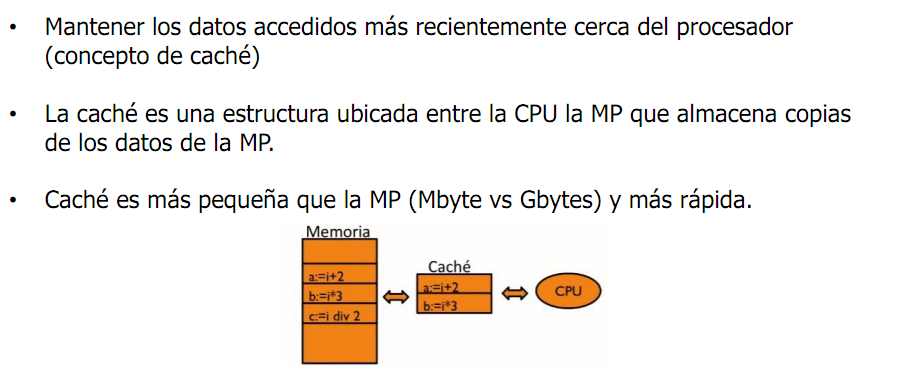 • Mantener los datos accedidos más recientemente cerca del procesador
(concepto de caché)
• La caché es una estructura ubicada entre la CPU la MP que almacena copias
de los datos de la MP.
• Caché es más pequeña que la MP (Mbyte vs Gbytes) y más rápida.
Memoria
a:=i+2
b:=i*3
c:=i div 2
Caché
a:=i+2
b:=i*3
CPU